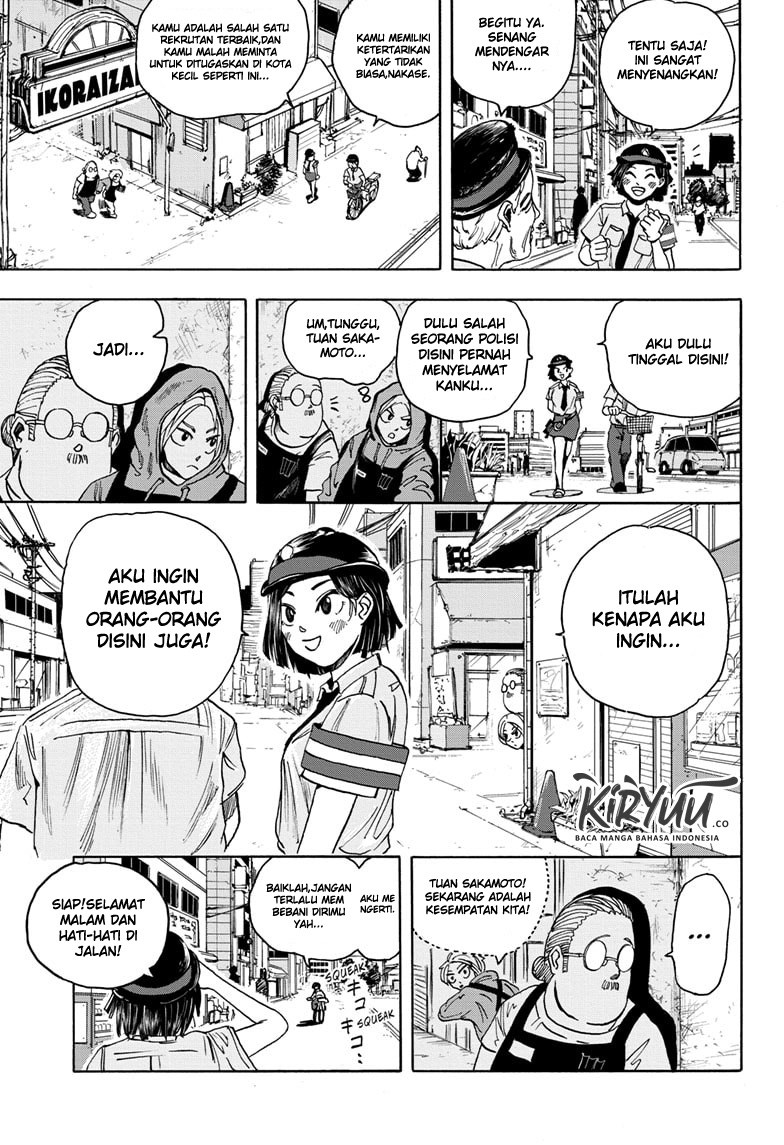 TENTU SAJA!
INI SANGAT
MENYENANGKAN!
BEGITU YA.
SENANG
MENDENGAR
NYA....
KAMU MEMILIKI
KETERTARIKAN
YANG TIDAK
BIASA,NAKASE.
KAMU ADALAH SALAH SATU
REKRUTAN TERBAIK,DAN
KAMU MALAH MEMINTA
UNTUK DITUGASKAN DI KOTA
KECIL SEPERTI INI...
IKORAIZA
AKU DULU
TINGGAL DISINI!
DULU SALAH
SEORANG POLISI
DISINI PERNAH
MENYELAMAT
KANKU...
UM,TUNGGU,
TUAN SAKA-
MOTO...
JADI...
ITULAH
KENAPA AKU
INGIN...
AKU INGIN
MEMBANTU
ORANG-ORANG
DISINI JUGA!
KIRYUU.CO
BACA MANGA BAHASA INDONESIA
...
TUAN SAKAMOTO!
SEKARANG ADALAH
KESEMPATAN KITA!
AKU ME
NGERTI.
BAIKLAH,JANGAN
TERLALU MEM
BEBANI DIRIMU
YAH...
SQUEAK
キコ
キコ...
SQUEAK
SIAP!SELAMAT
MALAM DAN
HATI-HATI DI
JALAN!